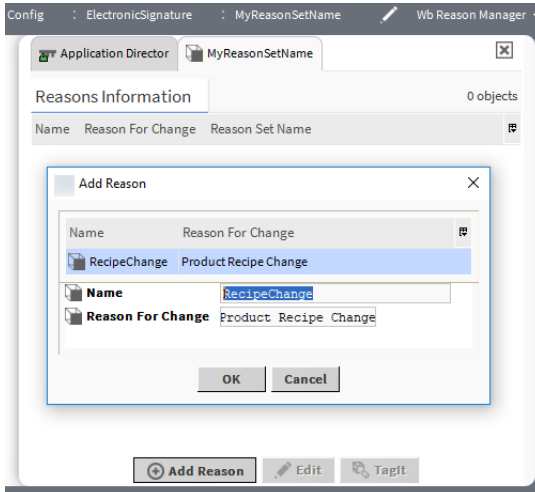 Config : ElectronicSignature : MyReasonSetName Wb Reason Manager
Application Director MyReasonSetName
Reasons Information 0 objects
Name Reason For Change Reason Set Name
Add Reason
Name Reason For Change
RecipeChange Product Recipe Change
Name RecipeChange
Reason For Change Product Recipe Change
OK Cancel
Add Reason Edit TagIt